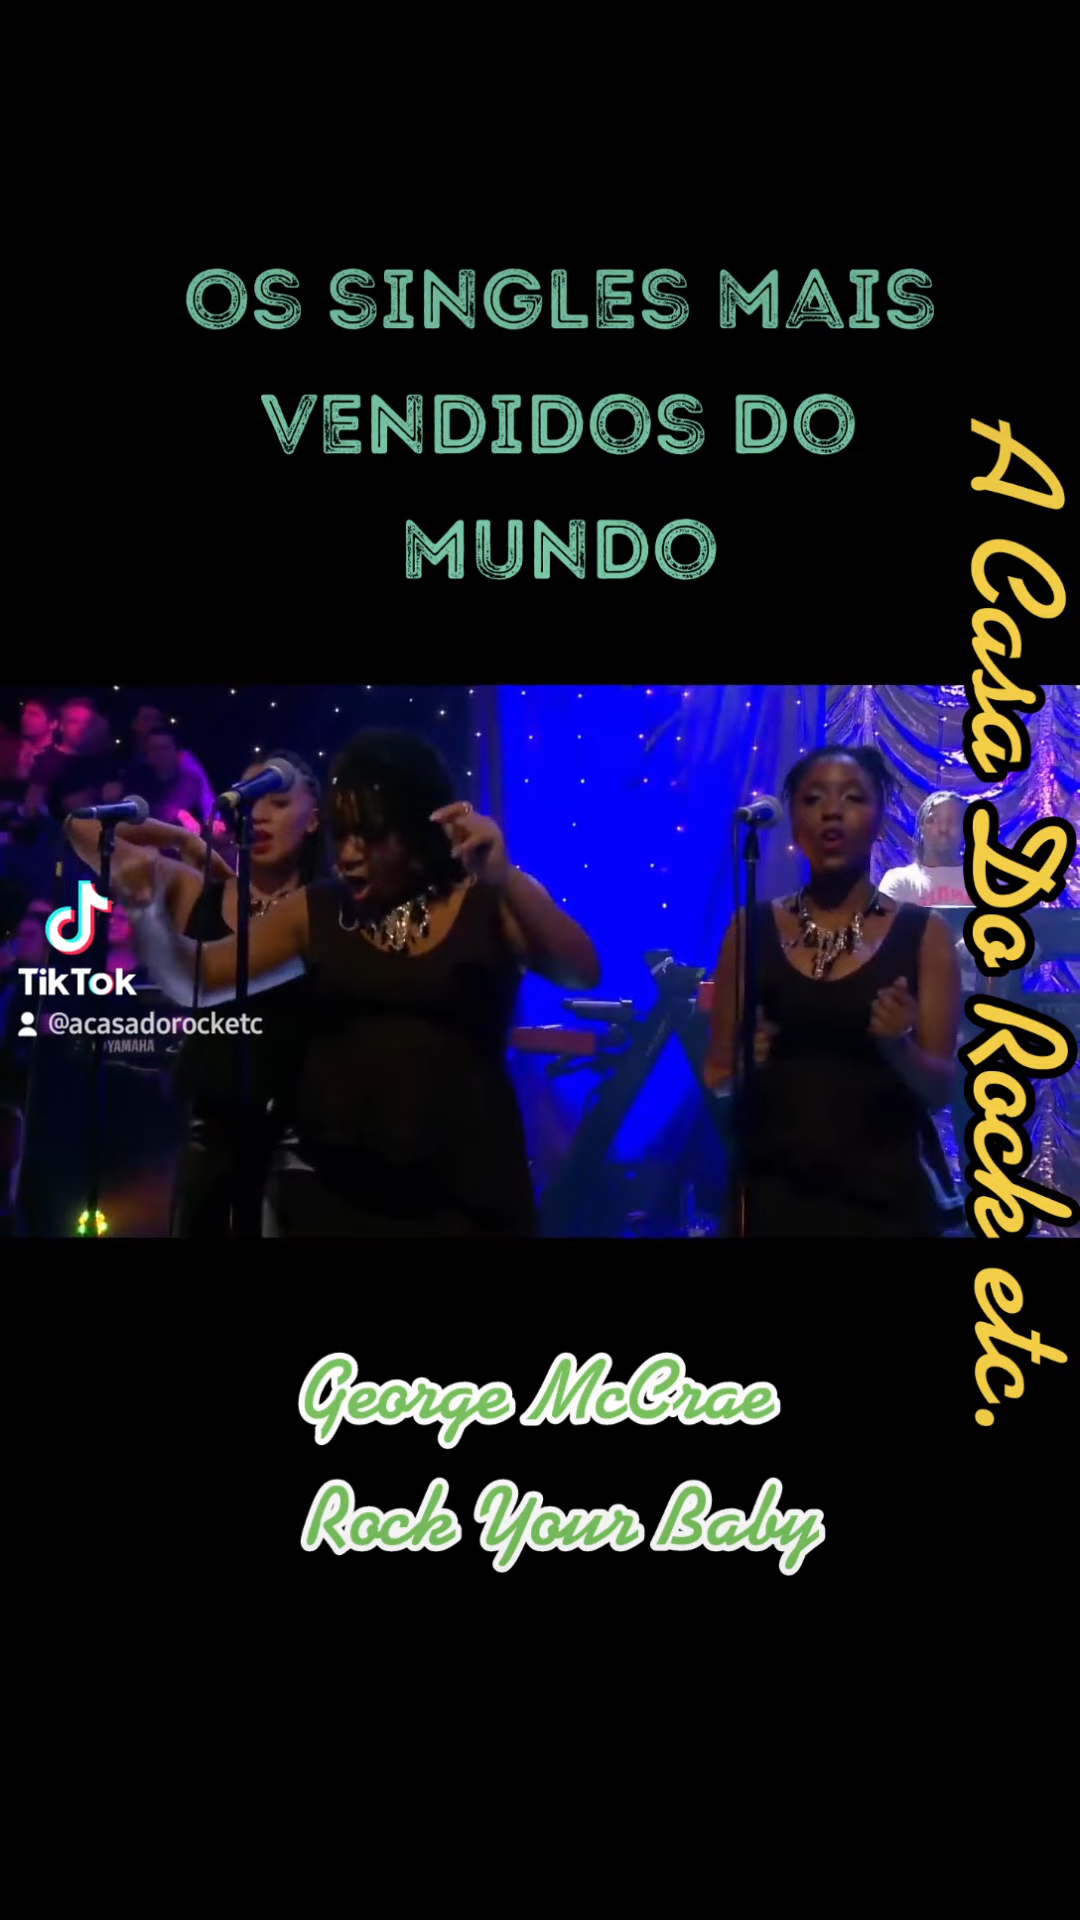 OS SINGLES MAIS
VENDIDOS DO
MUNDO
A Casa Do Rock etc.
TikTok
@acasadorocketc
YAMAHA
George McCrae
Rock Your Baby